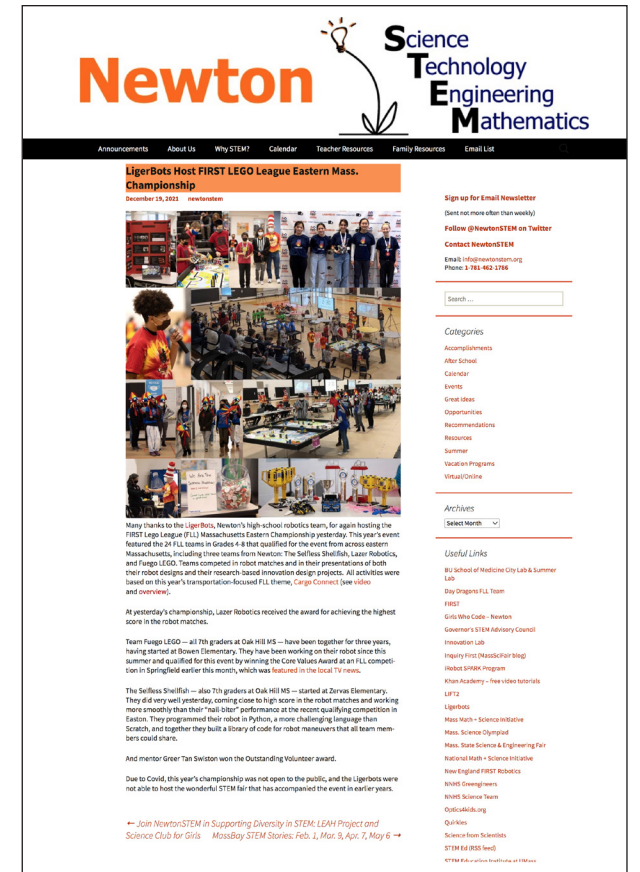 Newton
Science
Technology
Engineering
Mathematics
Announcements About Us Why STEM? Calendar Teacher Resources Family Resources Email List
LigerBots Host FIRST LEGO League Eastern Mass.
Championship
December 19, 2021 newtonstem
Many thanks to the LigerBots, Newton's high-school robotics team, for again hosting the
FIRST Lego League (FLL) Massachusetts Eastern Championship yesterday. This year's event
featured the 24 FLL teams in Grades 4-8 that qualified for the event from across eastern
Massachusetts, including three teams from Newton: The Selfless Shellfish, Lazer Robotics,
and Fuego LEGO. Teams competed in robot matches and in their presentations of both
their robot designs and their research-based innovation design projects. All activities were
based on this year's transportation-focused FLL theme, Cargo Connect (see video
and overview).
At yesterday's championship, Lazer Robotics received the award for achieving the highest
score in the robot matches.
Team Fuego LEGO — all 7th graders at Oak Hill MS — have been together for three years,
having started at Bowen Elementary. They have been working on their robot since this
summer and qualified for this event by winning the Core Values Award at an FLL competi-
tion in Springfield earlier this month, which was featured in the local TV news.
The Selfless Shellfish — also 7th graders at Oak Hill MS — started at Zervas Elementary.
They did very well yesterday, coming close to high score in the robot matches and working
more smoothly than their "nail-biter" performance at the recent qualifying competition in
Easton. They programmed their robot in Python, a more challenging language than
Scratch, and together they built a library of code for robot maneuvers that all team mem-
bers could share.
And mentor Greer Tan Swiston won the Outstanding Volunteer award.
Due to Covid, this year's championship was not open to the public, and the Ligerbots were
not able to host the wonderful STEM fair that has accompanied the event in earlier years.
← Join NewtonSTEM in Supporting Diversity in STEM: LEAH Project and
Science Club for Girls MassBay STEM Stories: Feb. 1, Mar. 9, Apr. 7, May 6 →
Sign up for Email Newsletter
(Sent not more often than weekly)
Follow @NewtonSTEM on Twitter
Contact NewtonSTEM
Email: info@newtonstem.org
Phone: 1-781-462-1786
Search ...
Categories
Accomplishments
After School
Calendar
Events
Great ideas
Opportunities
Recommendations
Resources
Summer
Vacation Programs
Virtual/Online
Archives
Select Month
Useful Links
BU School of Medicine City Lab & Summer
Lab
Day Dragons FLL Team
FIRST
Girls Who Code – Newton
Governor's STEM Advisory Council
Innovation Lab
Inquiry First (MassSciFair blog)
iRobot SPARK Program
Khan Academy – free video tutorials
LIFT2
Ligerbots
Mass Math + Science Initiative
Mass. Science Olympiad
Mass. State Science & Engineering Fair
National Math + Science Initiative
New England FIRST Robotics
NNHS Greengineers
NNHS Science Team
Optics4kids.org
Quirkles
Science from Scientists
STEM Ed (RSS feed)
STEM Education Institute at UMass